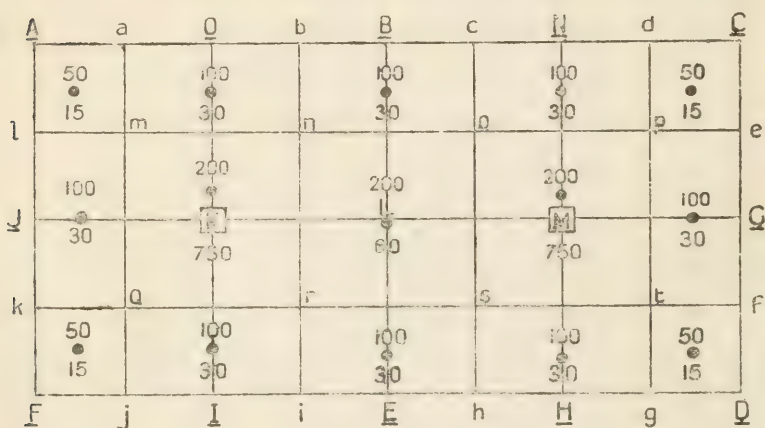 A a O b B c N d C
50 100 100 100 50
15 30 30 30 15
l m n o p e
200 200 200
100 100
J L M G
30 750 60 750 30
k q r s t f
50 100 100 100 50
15 30 30 30 15
F j I i E h H g D